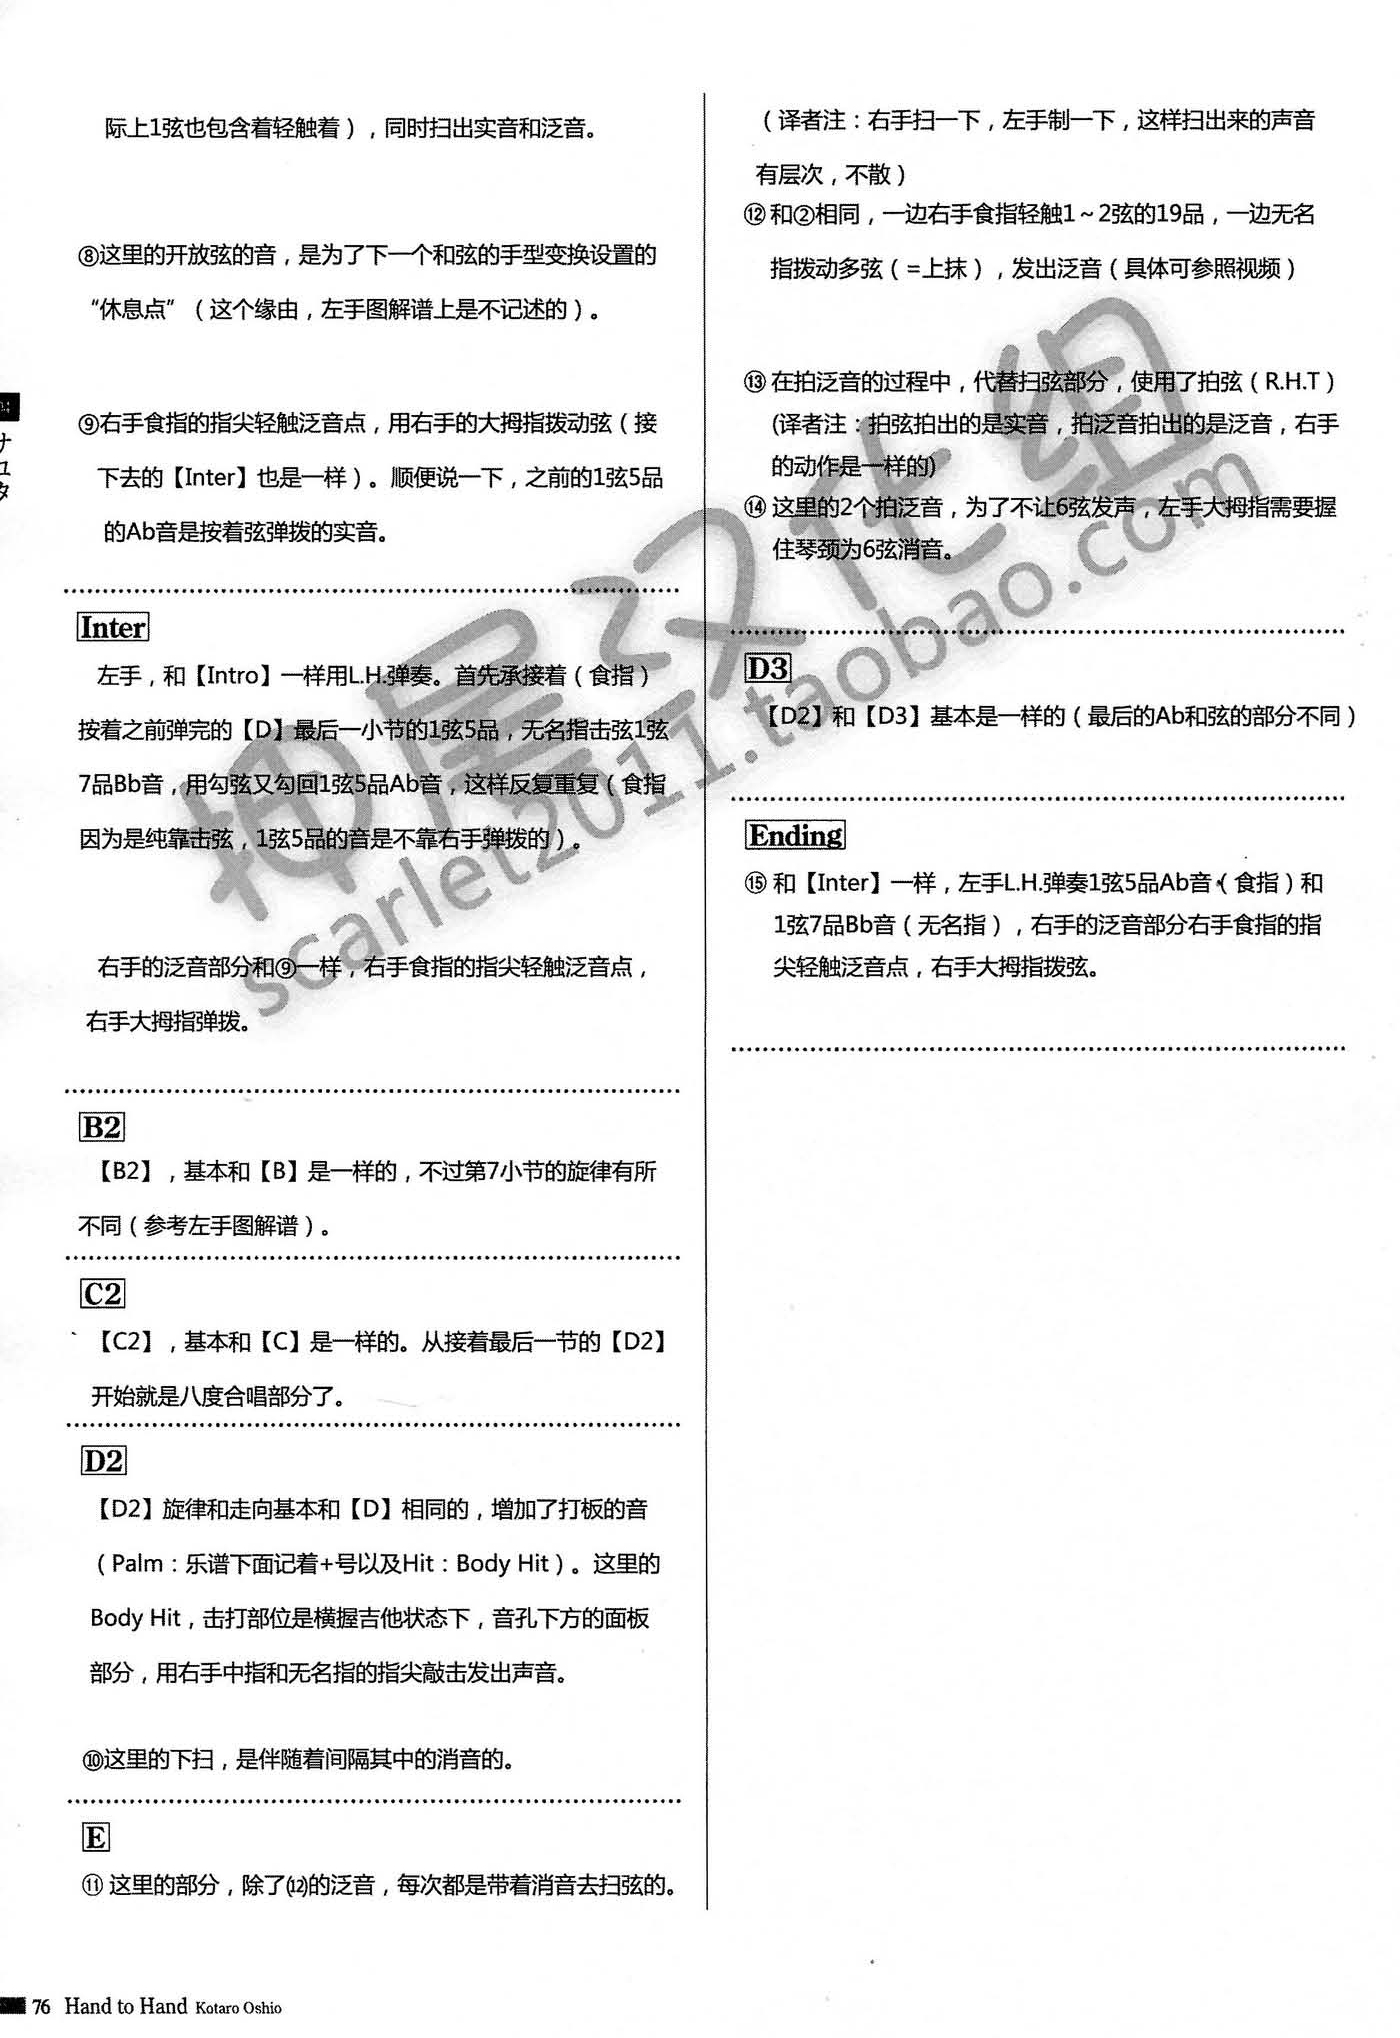 际上1弦也包含着轻触着），同时扫出实音和泛音。
⑧这里的开放弦的音，是为了下一个和弦的手型变换设置的
“休息点”（这个缘由，左手图解谱上是不记述的）。
⑨右手食指的指尖轻触泛音点，用右手的大拇指拨动弦（接
下去的【Inter】也是一样）。顺便说一下，之前的1弦5品
的Ab音是按着弦弹拨的实音。
Inter
左手，和【Intro】一样用L.H.弹奏。首先承接着（食指）
按着之前弹完的【D】最后一小节的1弦5品，无名指击弦1弦
7品Bb音，用勾弦又勾回1弦5品Ab音，这样反复重复（食指
因为是纯靠击弦，1弦5品的音是不靠右手弹拨的）。
右手的泛音部分和⑨一样，右手食指的指尖轻触泛音点，
右手大拇指弹拨。
B2
【B2】，基本和【B】是一样的，不过第7小节的旋律有所
不同（参考左手图解谱）。
C2
【C2】，基本和【C】是一样的。从接着最后一节的【D2】
开始就是八度合唱部分了。
D2
【D2】旋律和走向基本和【D】相同的，增加了打板的音
（Palm：乐谱下面记着+号以及Hit：Body Hit）。这里的
Body Hit，击打部位是横握吉他状态下，音孔下方的面板
部分，用右手中指和无名指的指尖敲击发出声音。
⑩这里的下扫，是伴随着间隔其中的消音的。
E
⑪ 这里的部分，除了⑿的泛音，每次都是带着消音去扫弦的。
（译者注：右手扫一下，左手制一下，这样扫出来的声音
有层次，不散）
⑫ 和②相同，一边右手食指轻触1～2弦的19品，一边无名
指拨动多弦（=上抹），发出泛音（具体可参照视频）
⑬ 在拍泛音的过程中，代替扫弦部分，使用了拍弦（R.H.T）
(译者注：拍弦拍出的是实音，拍泛音拍出的是泛音，右手
的动作是一样的)
⑭ 这里的2个拍泛音，为了不让6弦发声，左手大拇指需要握
住琴颈为6弦消音。
D3
【D2】和【D3】基本是一样的（最后的Ab和弦的部分不同）
Ending
⑮ 和【Inter】一样，左手L.H.弹奏1弦5品Ab音（食指）和
1弦7品Bb音（无名指），右手的泛音部分右手食指的指
尖轻触泛音点，右手大拇指拨弦。
ナユタ
押尾汉化组
scarlet2011.taobao.com
76 Hand to Hand Kotaro Oshio